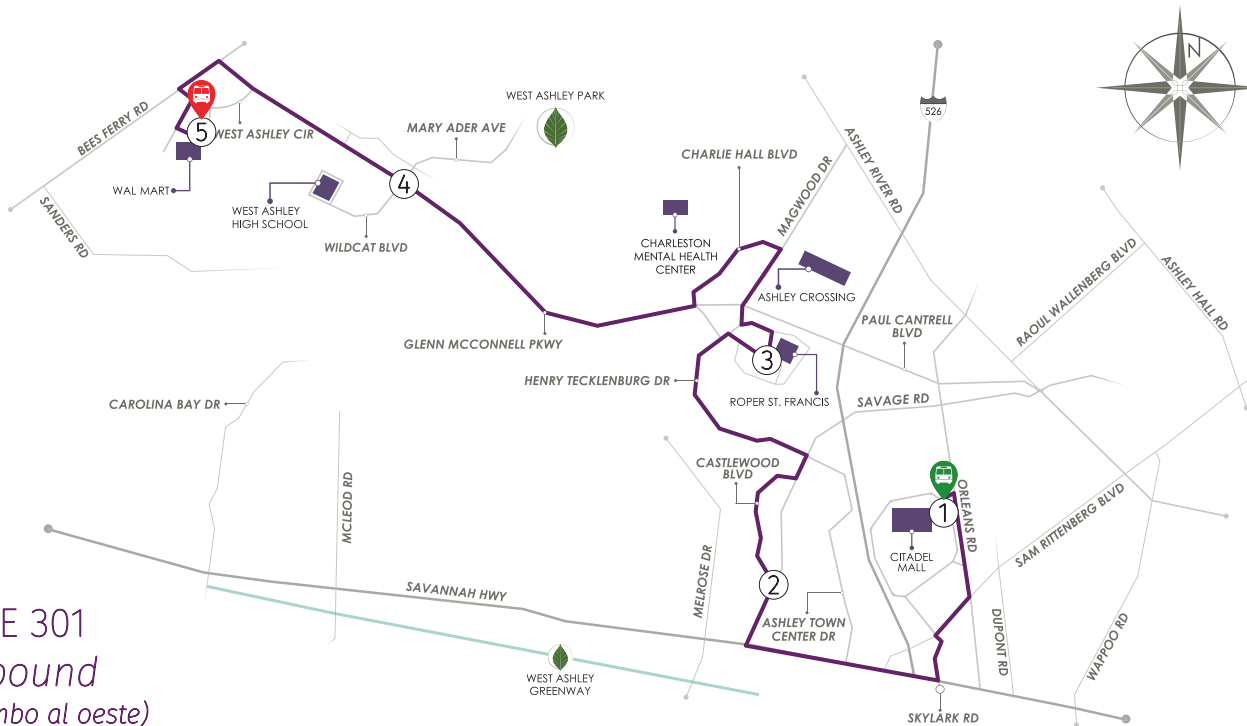 N
526
WEST ASHLEY PARK
BEES FERRY RD
5
WEST ASHLEY CIR
MARY ADER AVE
ASHLEY RIVER RD
CHARLIE HALL BLVD
MAGWOOD DR
WAL MART
4
SANDERS RD
WEST ASHLEY
HIGH SCHOOL
WILDCAT BLVD
CHARLESTON
MENTAL HEALTH
CENTER
ASHLEY CROSSING
RAOUL WALLENBERG BLVD
ASHLEY HALL RD
PAUL CANTRELL
BLVD
GLENN MCCONNELL PKWY
3
HENRY TECKLENBURG DR
ROPER ST. FRANCIS
SAVAGE RD
CAROLINA BAY DR
MCLEOD RD
CASTLEWOOD
BLVD
1
ORLEANS RD
SAM RITTENBERG BLVD
CITADEL
MALL
MELROSE DR
2
SAVANNAH HWY
ASHLEY TOWN
CENTER DR
DUPONT RD
WAPPOO RD
WEST ASHLEY
GREENWAY
SKYLARK RD
E 301
bound
mbo al oeste)